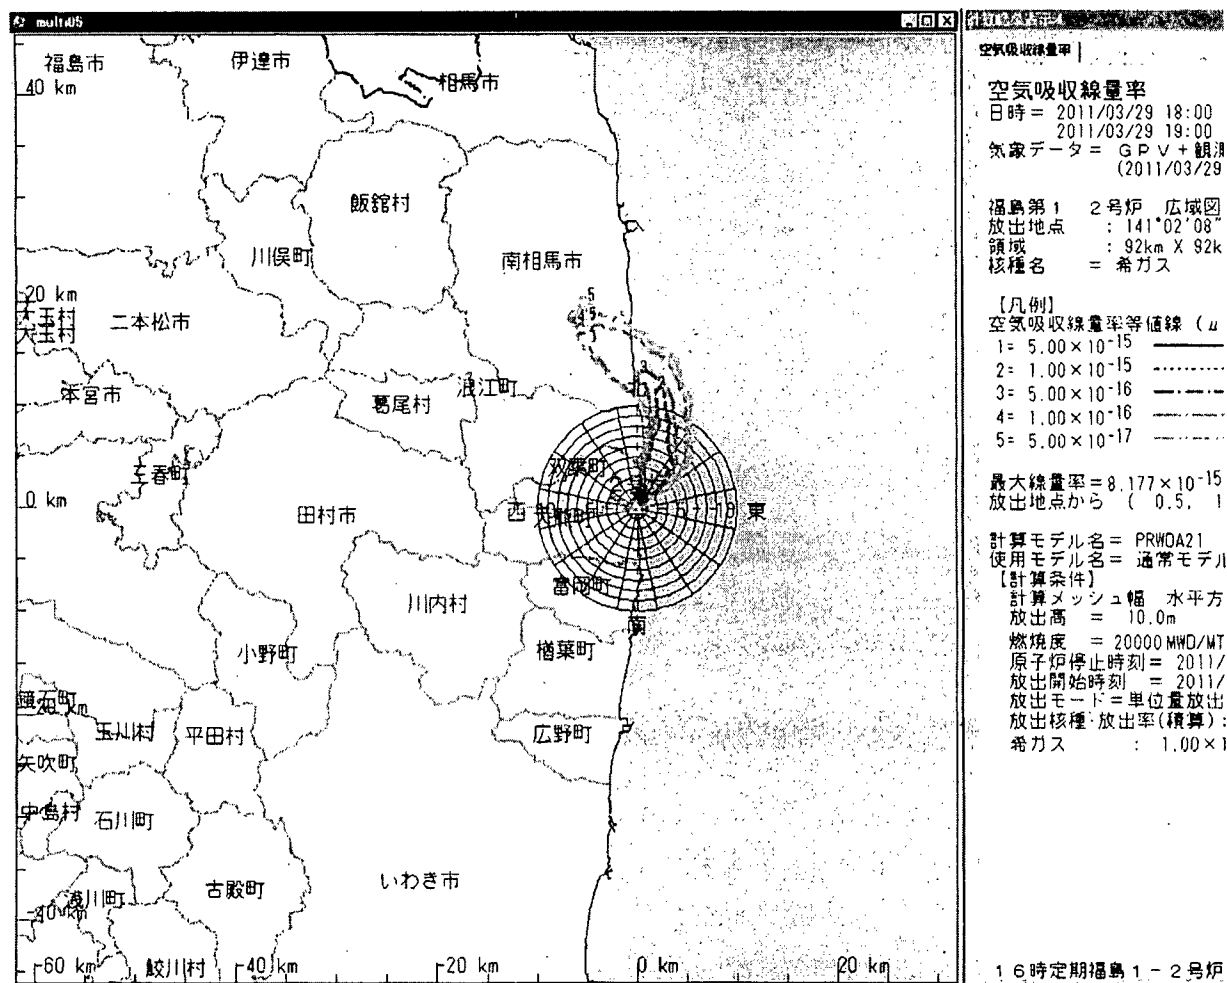 multi05
福島市
伊達市
相馬市
40 km
飯舘村
川俣町
南相馬市
20 km
大玉村
二本松市
本宮市
浪江町
葛尾村
北
三春町
双葉町
0 km
田村市
西
東
富岡町
川内村
南
小野町
楢葉町
鏡石町
玉川村
平田村
広野町
矢吹町
中島村
石川町
いわき市
古殿町
浅川町
-40 km
鮫川村
-60 km
-40 km
-20 km
0 km
20 km
空気吸収線量率
空気吸収線量率
日時= 2011/03/29 18:00
2011/03/29 19:00
気象データ= GPV+観測
(2011/03/29
福島第1 2号炉 広域図
放出地点 : 141°02'08"
領域 : 92km X 92k
核種名 = 希ガス
【凡例】
空気吸収線量率等値線 (μ
1= 5.00×10-15
2= 1.00×10-15
3= 5.00×10-16
4= 1.00×10-16
5= 5.00×10-17
最大線量率=8.177×10-15
放出地点から ( 0.5, 1
計算モデル名= PRWDA21
使用モデル名= 通常モデル
【計算条件】
計算メッシュ幅 水平方
放出高 = 10.0m
燃焼度 = 20000MWD/MT
原子炉停止時刻= 2011/
放出開始時刻 = 2011/
放出モード=単位量放出
放出核種・放出率(積算):
希ガス : 1.00×1
16時定期福島1-2号炉